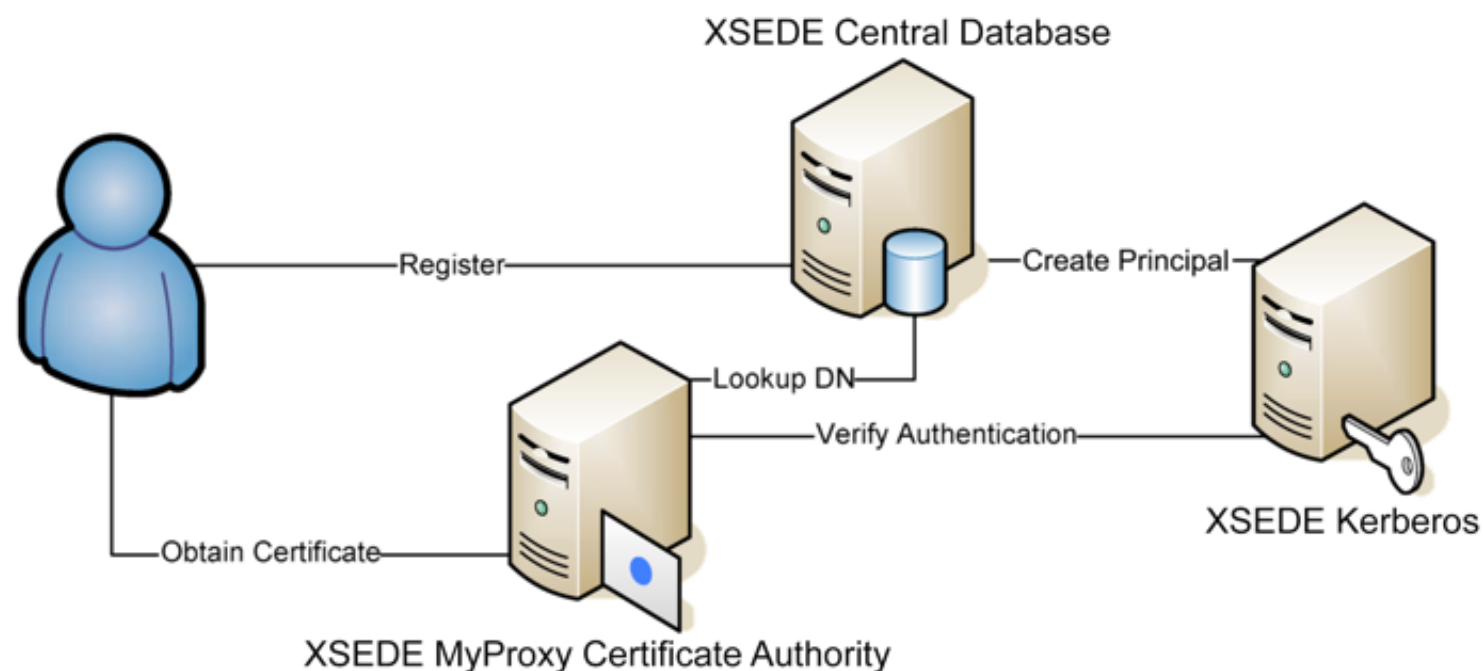 XSEDE Central Database
Register
Create Principal
Lookup DN
Verify Authentication
XSEDE Kerberos
Obtain Certificate
XSEDE MyProxy Certificate Authority